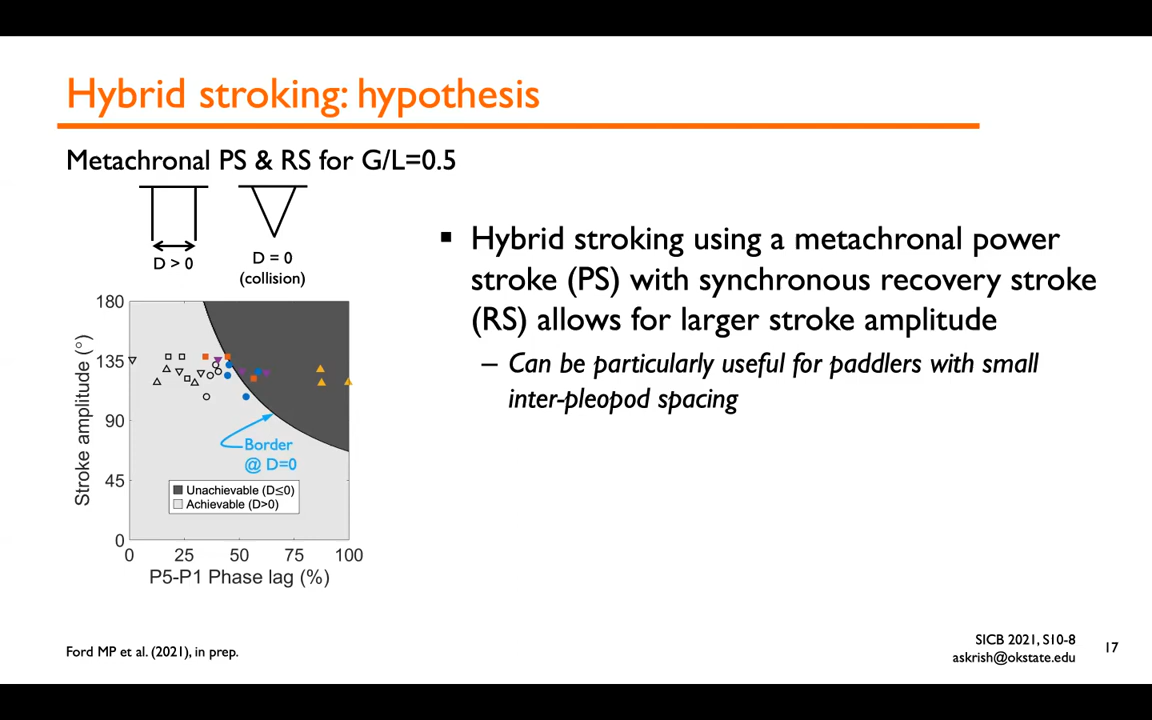 Hybrid stroking: hypothesis
Metachronal PS & RS for G/L=0.5
D > 0
D = 0
(collision)
180
135
90
45
0
Stroke amplitude (°)
Border
@ D=0
Unachievable (D≤0)
Achievable (D>0)
0 25 50 75 100
P5-P1 Phase lag (%)
▪ Hybrid stroking using a metachronal power
stroke (PS) with synchronous recovery stroke
(RS) allows for larger stroke amplitude
– Can be particularly useful for paddlers with small
inter-pleopod spacing
Ford MP et al. (2021), in prep.
SICB 2021, S10-8
askrish@okstate.edu
17